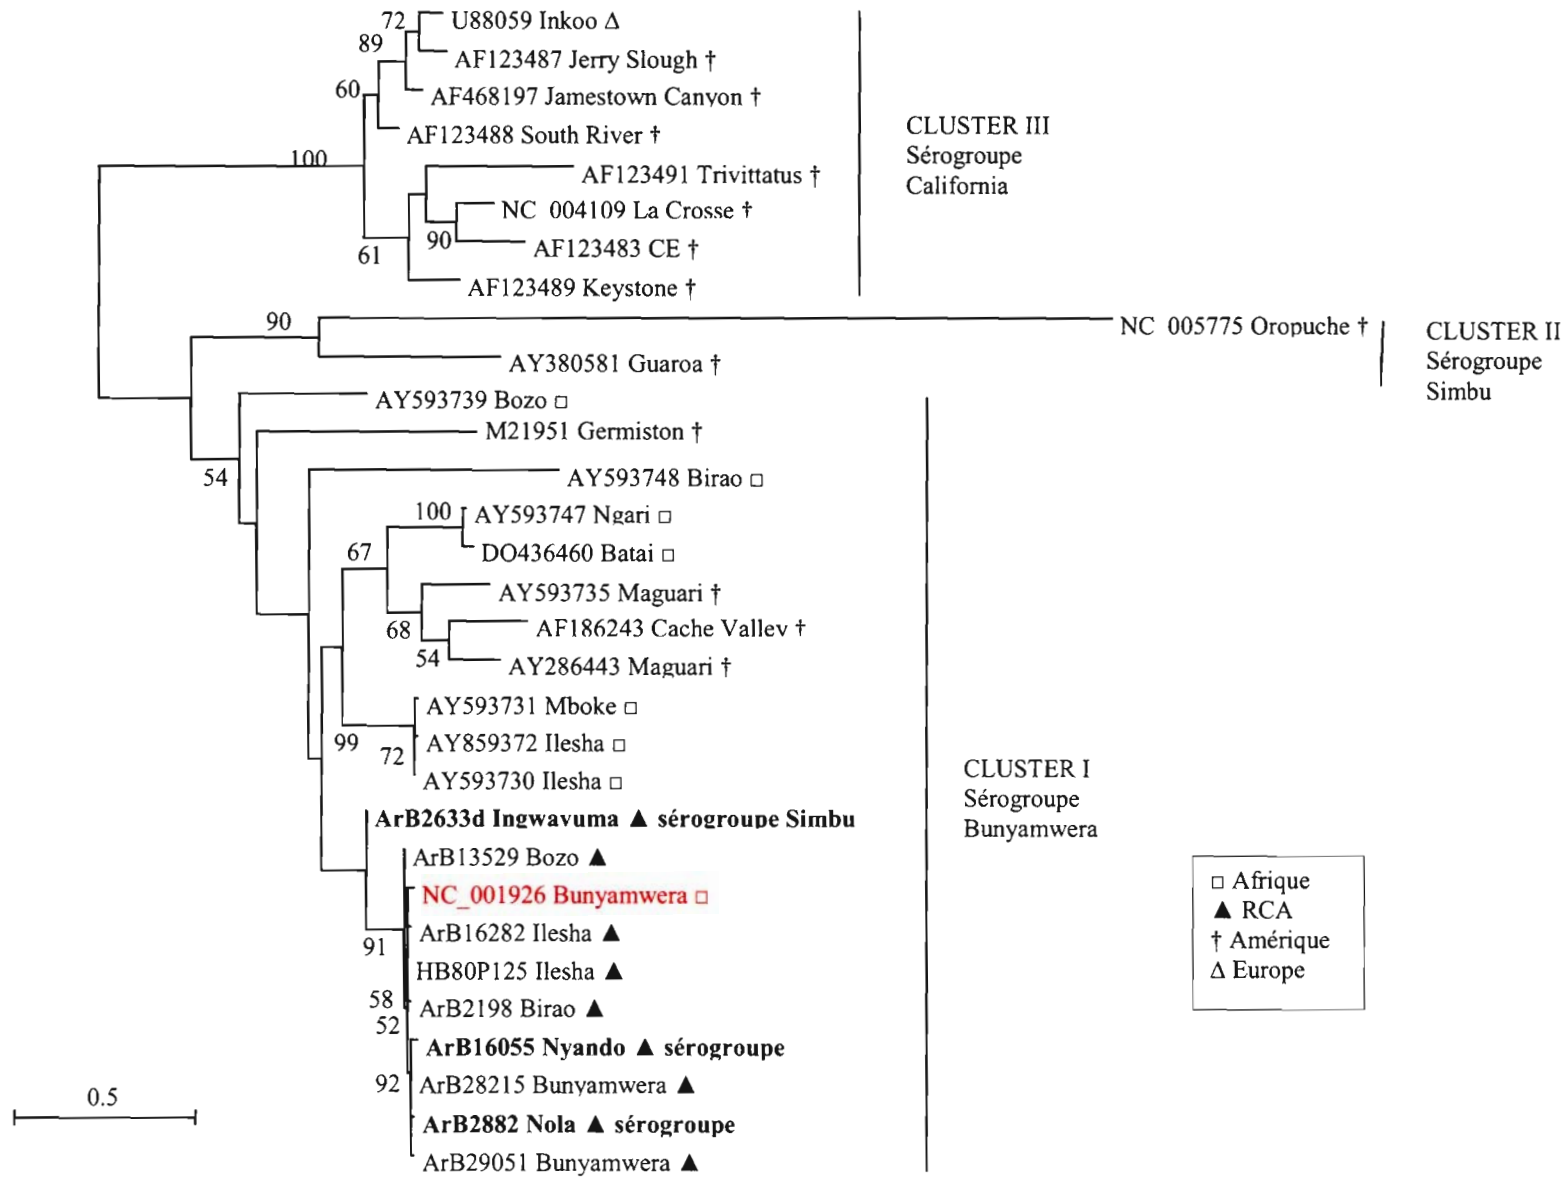 72
U88059 Inkoo Δ
89
AF123487 Jerry Slough †
60
AF468197 Jamestown Canyon †
AF123488 South River †
100
AF123491 Trivittatus †
NC 004109 La Crosse †
90
AF123483 CE †
61
AF123489 Keystone †
CLUSTER III
Sérogroupe
California
90
NC 005775 Oropuche †
AY380581 Guaroa †
CLUSTER II
Sérogroupe
Simbu
AY593739 Bozo □
M21951 Germiston †
54
AY593748 Birao □
100
AY593747 Ngari □
DO436460 Batai □
67
AY593735 Maguari †
68
AF186243 Cache Vallev †
54
AY286443 Maguari †
AY593731 Mboke □
99
72
AY859372 Ilesha □
AY593730 Ilesha □
CLUSTER I
Sérogroupe
Bunyamwera
ArB2633d Ingwavuma ▲ sérogroupe Simbu
ArB13529 Bozo ▲
NC_001926 Bunyamwera □
ArB16282 Ilesha ▲
91
HB80P125 Ilesha ▲
58
ArB2198 Birao ▲
52
ArB16055 Nyando ▲ sérogroupe
92
ArB28215 Bunyamwera ▲
ArB2882 Nola ▲ sérogroupe
ArB29051 Bunyamwera ▲
0.5
□ Afrique
▲ RCA
† Amérique
Δ Europe